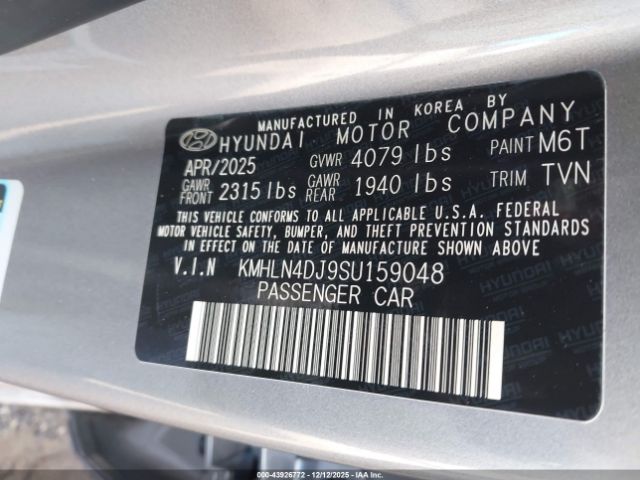 MANUFACTURED IN KOREA BY
HYUNDAI MOTOR COMPANY
APR/2025 GVWR 4079 lbs PAINT M6T
GAWR FRONT 2315 lbs GAWR REAR 1940 lbs TRIM TVN
THIS VEHICLE CONFORMS TO ALL APPLICABLE U.S.A. FEDERAL
MOTOR VEHICLE SAFETY, BUMPER, AND THEFT PREVENTION STANDARDS
IN EFFECT ON THE DATE OF MANUFACTURE SHOWN ABOVE.
V.I.N KMHLN4DJ9SU159048
PASSENGER CAR
© IAA - 43926772 - 12/12/2025